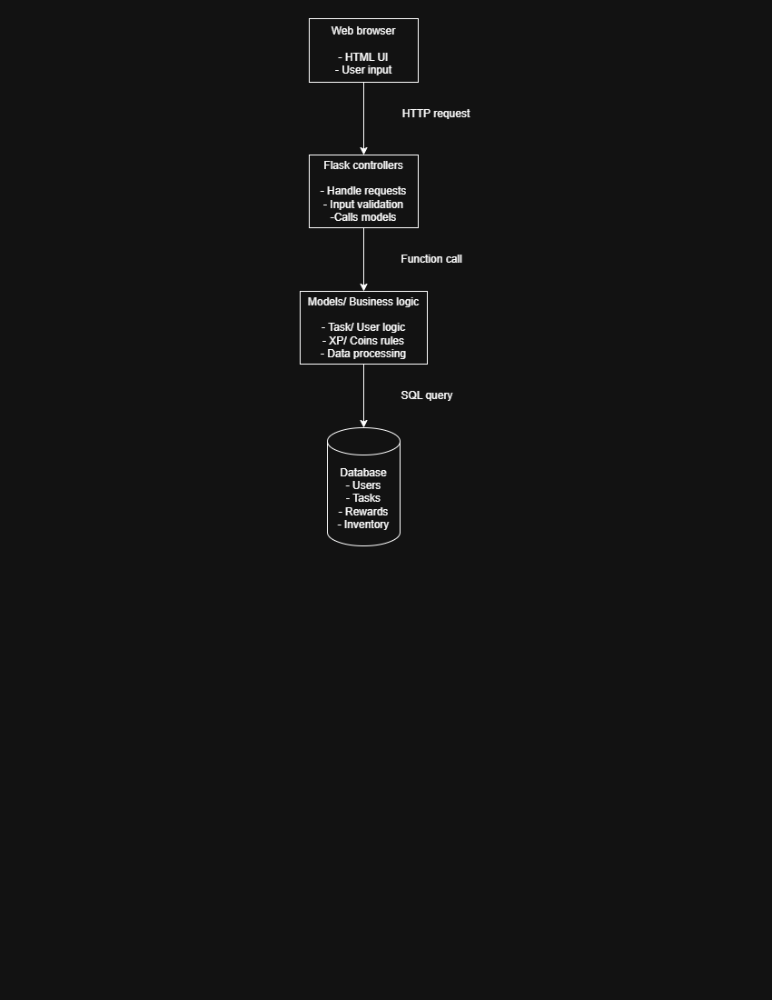 Web browser
- HTML UI
- User input
HTTP request
Flask controllers
- Handle requests
- Input validation
-Calls models
Function call
Models/ Business logic
- Task/ User logic
- XP/ Coins rules
- Data processing
SQL query
Database
- Users
- Tasks
- Rewards
- Inventory